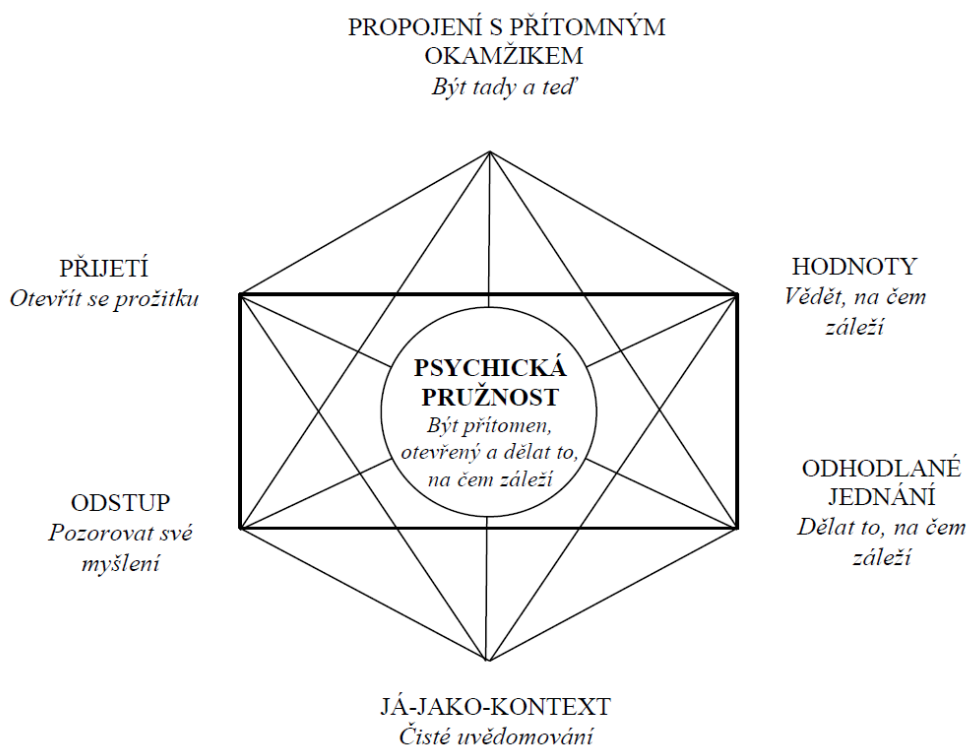 PROPOJENÍ S PŘÍTOMNÝM
OKAMŽIKEM
Být tady a teď
PŘIJETÍ
Otevřít se prožitku
HODNOTY
Vědět, na čem
záleží
PSYCHICKÁ
PRUŽNOST
Být přítomen,
otevřený a dělat to,
na čem záleží
ODSTUP
Pozorovat své
myšlení
ODHODLANÉ
JEDNÁNÍ
Dělat to, na čem
záleží
JÁ-JAKO-KONTEXT
Čisté uvědomování